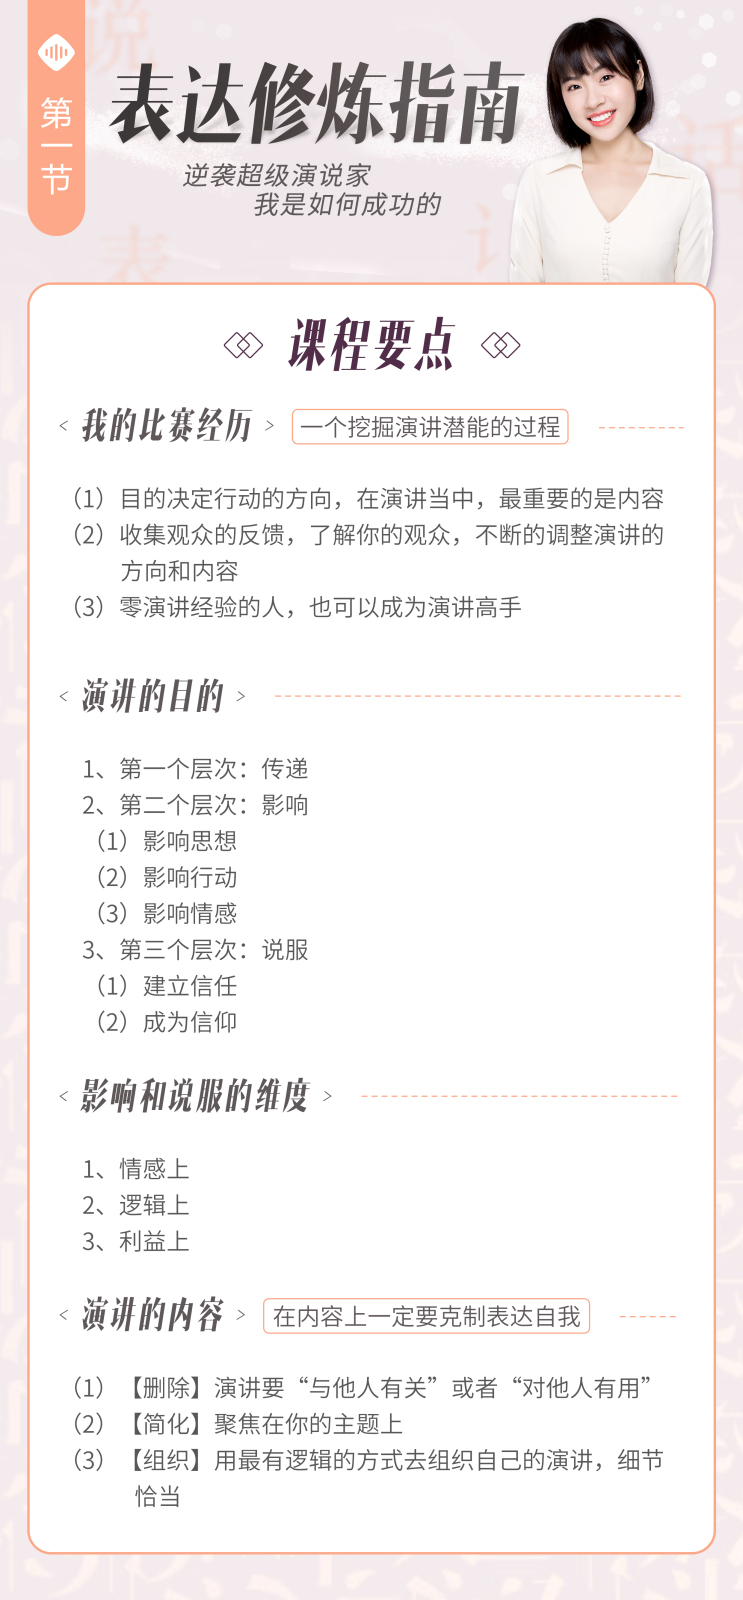 第一节
表达修炼指南
逆袭超级演说家
我是如何成功的
课程要点
< 我的比赛经历 > 一个挖掘演讲潜能的过程
（1）目的决定行动的方向，在演讲当中，最重要的是内容
（2）收集观众的反馈，了解你的观众，不断的调整演讲的
方向和内容
（3）零演讲经验的人，也可以成为演讲高手
< 演讲的目的 >
1、第一个层次：传递
2、第二个层次：影响
（1）影响思想
（2）影响行动
（3）影响情感
3、第三个层次：说服
（1）建立信任
（2）成为信仰
< 影响和说服的维度 >
1、情感上
2、逻辑上
3、利益上
< 演讲的内容 > 在内容上一定要克制表达自我
（1）【删除】演讲要“与他人有关”或者“对他人有用”
（2）【简化】聚焦在你的主题上
（3）【组织】用最有逻辑的方式去组织自己的演讲，细节
恰当